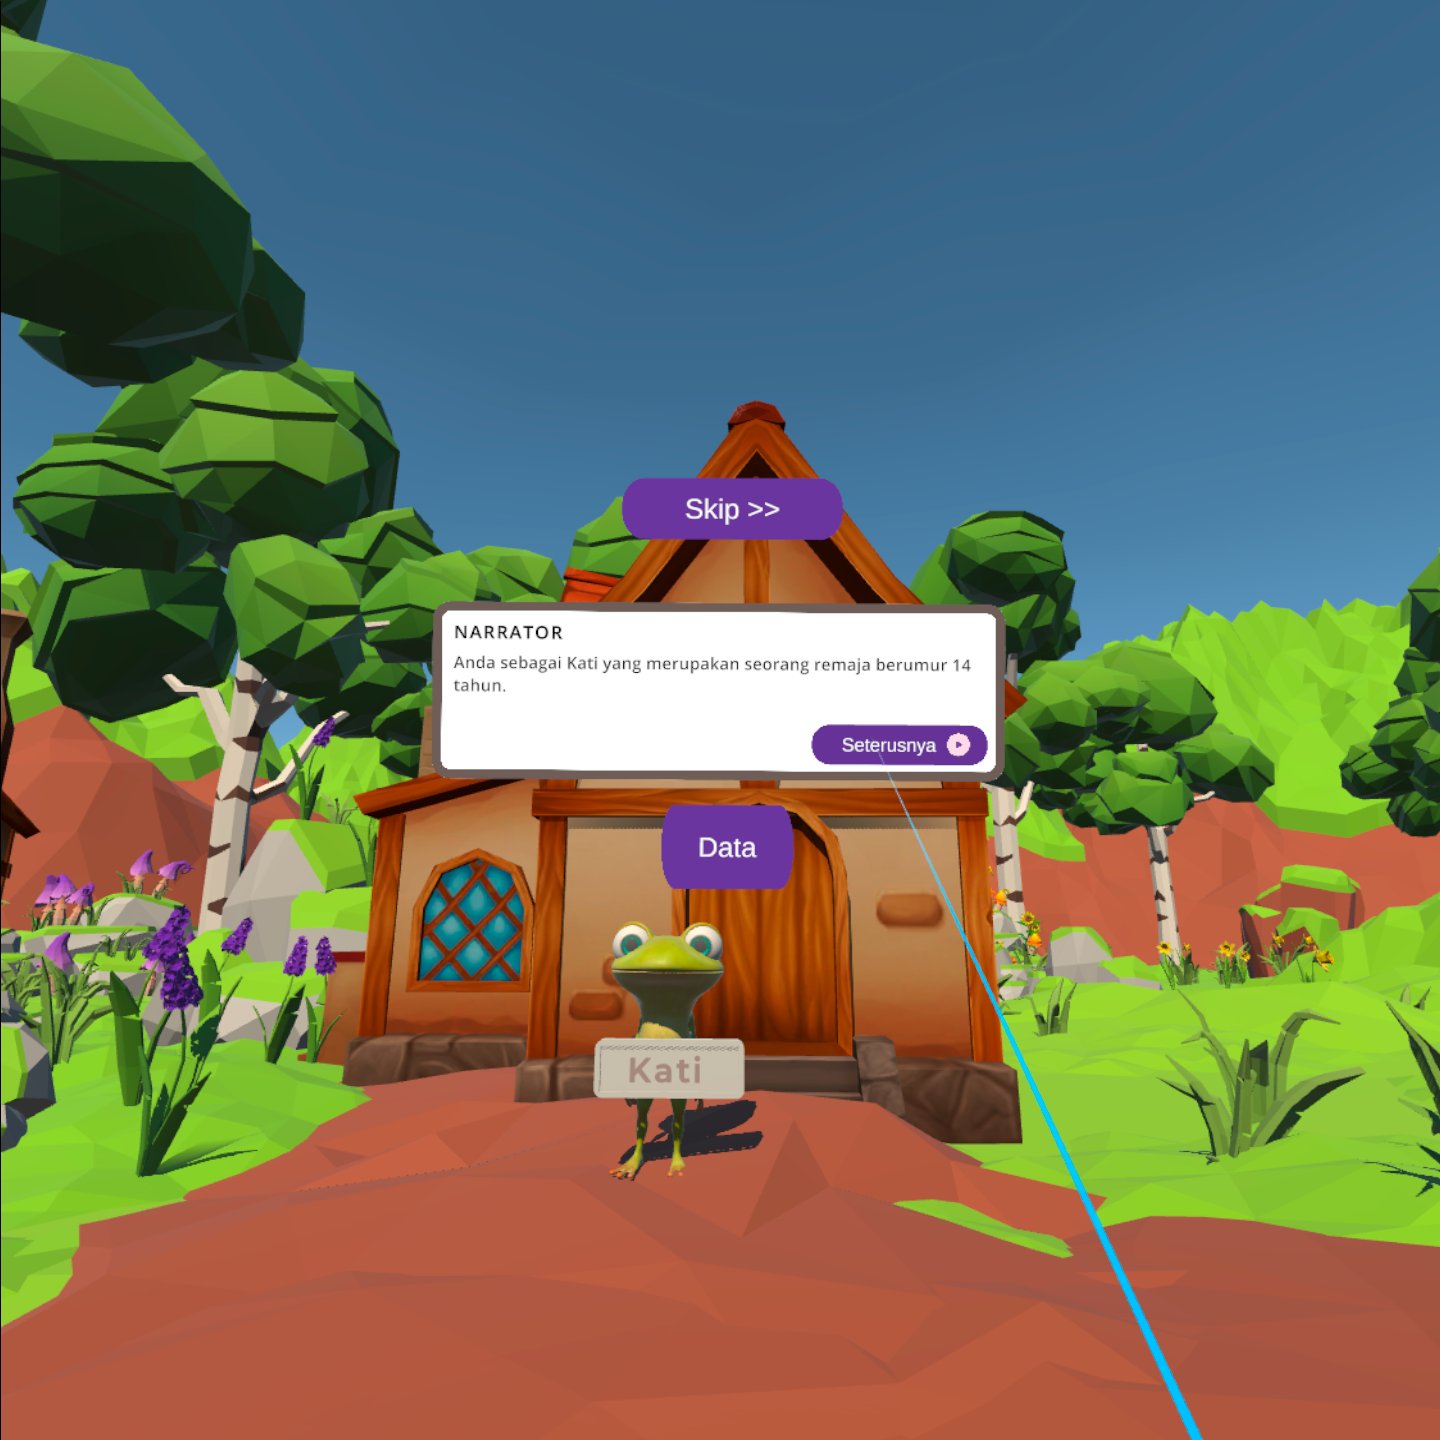 Skip >>
NARRATOR
Anda sebagai Kati yang merupakan seorang remaja berumur 14
tahun.
Seterusnya
Data
Kati